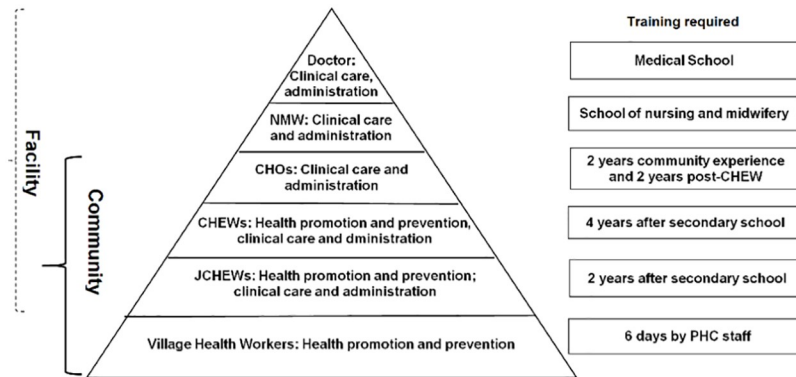 Training required
Doctor:
Clinical care,
administration
Medical School
NMW: Clinical care
and administration
School of nursing and midwifery
CHOs: Clinical care and
administration
2 years community experience
and 2 years post-CHEW
CHEWs: Health promotion and prevention,
clinical care and dministration
4 years after secondary school
JCHEWs: Health promotion and prevention;
clinical care and administration
2 years after secondary school
Village Health Workers: Health promotion and prevention
6 days by PHC staff
Facility
Community